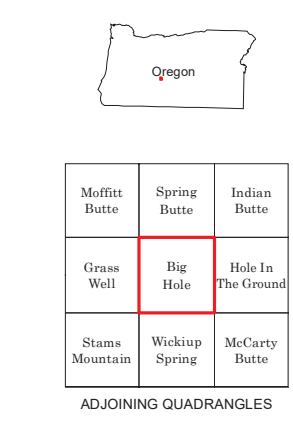 Oregon
Moffitt
Butte
Spring
Butte
Indian
Butte
Grass
Well
Big
Hole
Hole In
The Ground
Stams
Mountain
Wickiup
Spring
McCarty
Butte
ADJOINING QUADRANGLES